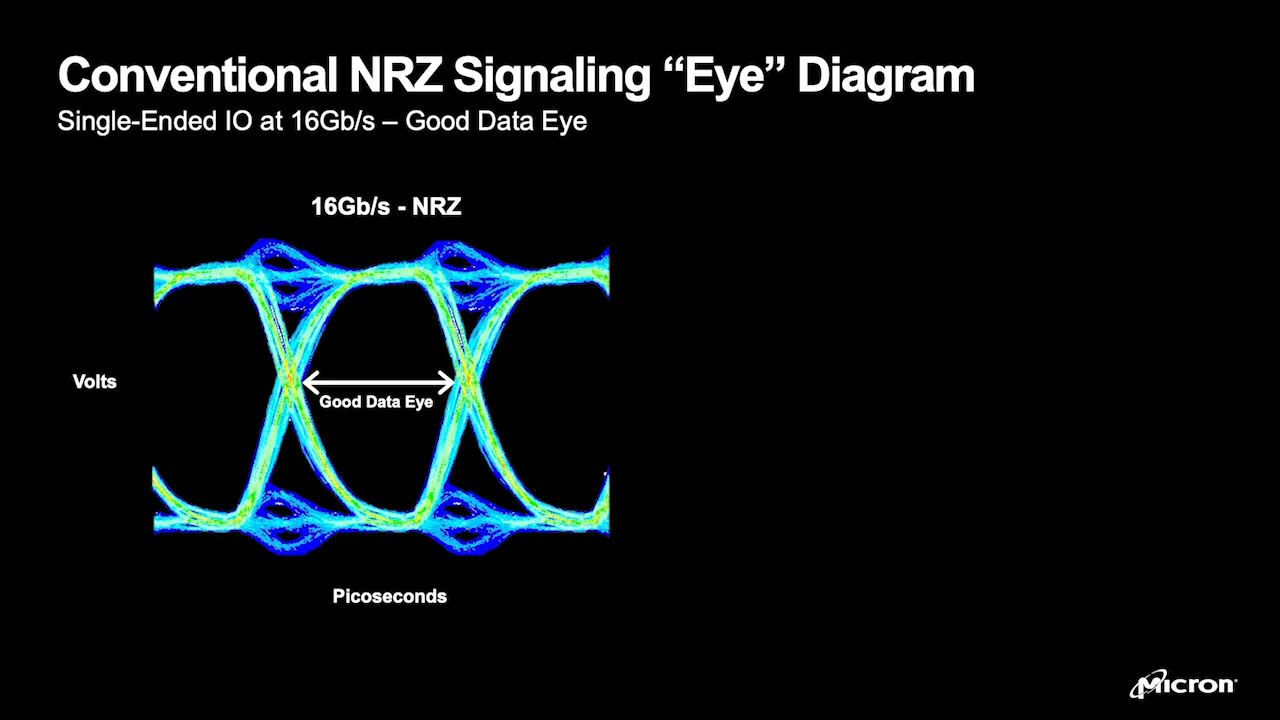 Conventional NRZ Signaling “Eye” Diagram
Single-Ended IO at 16Gb/s – Good Data Eye
16Gb/s - NRZ
Volts
Good Data Eye
Picoseconds
Micron